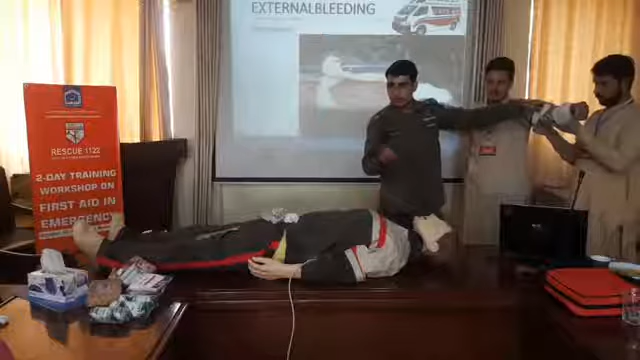 EXTERNALBLEEDING
RESCUE 1122
2-DAY TRAINING
WORKSHOP ON
FIRST AID IN
EMERGENCY